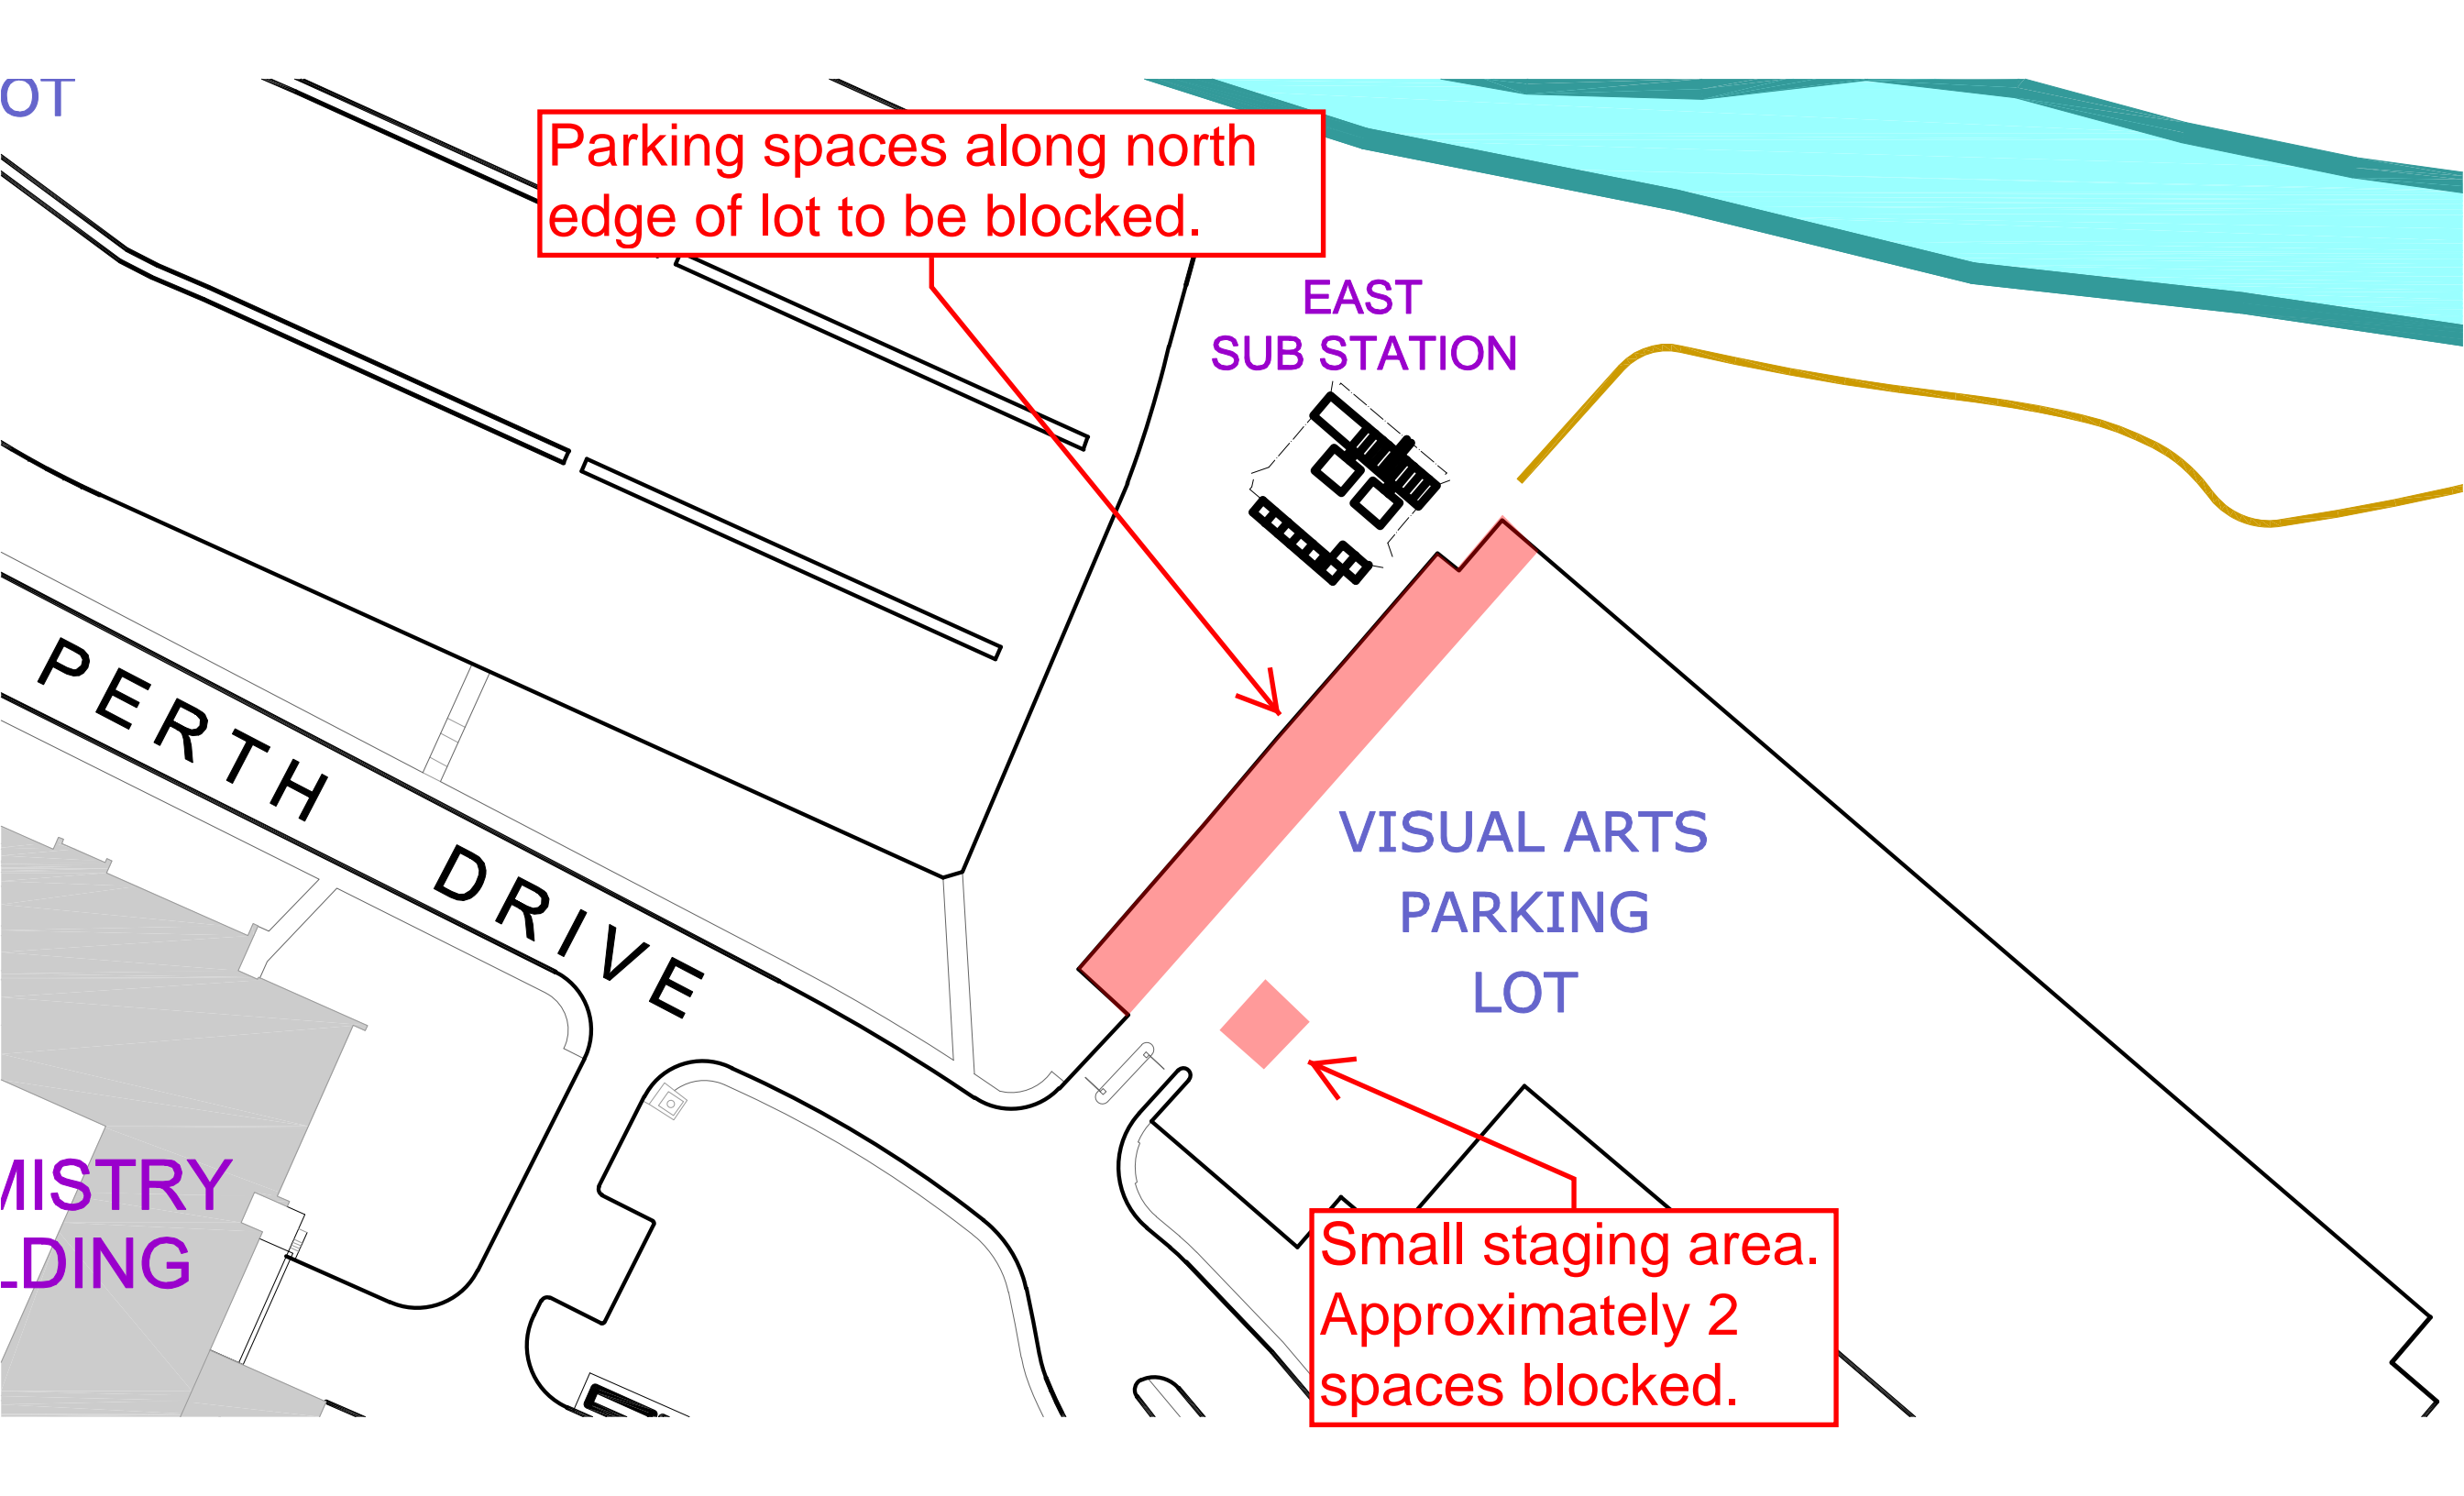 OT
Parking spaces along north
edge of lot to be blocked.
EAST
SUB STATION
PERTH DRIVE
VISUAL ARTS
PARKING
LOT
MISTRY
LDING
Small staging area.
Approximately 2
spaces blocked.